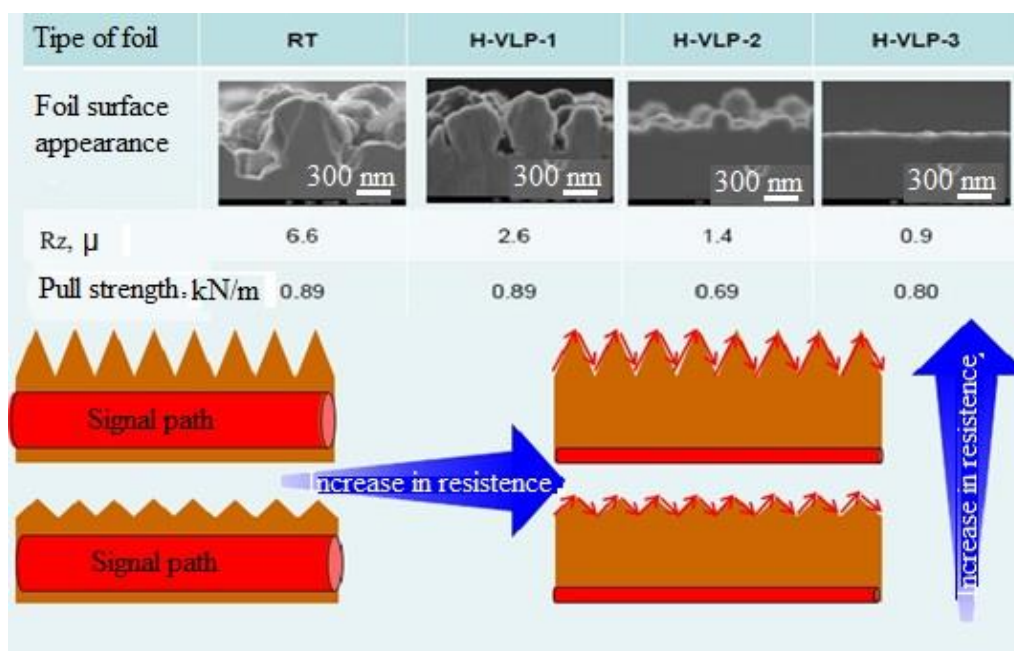 Tipe of foil RT H-VLP-1 H-VLP-2 H-VLP-3
Foil surface
appearance
300 nm 300 nm 300 nm 300 nm
Rz, μ 6.6 2.6 1.4 0.9
Pull strength, kN/m 0.89 0.89 0.69 0.80
Signal path
Increase in resistence,
Signal path
Increase in resistence,